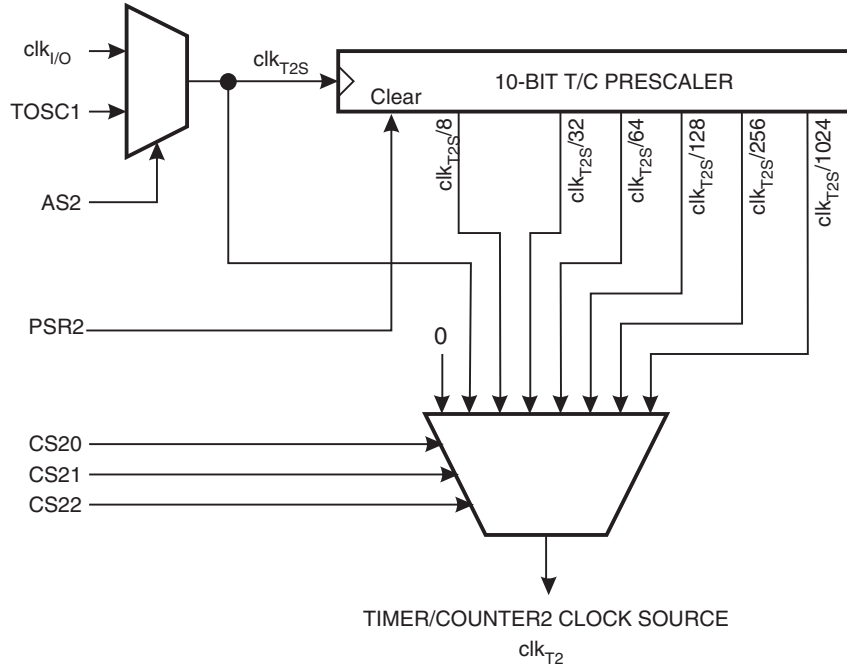 clkI/O
clkT2S
10-BIT T/C PRESCALER
TOSC1
Clear
clkT2S/8
clkT2S/32
clkT2S/64
clkT2S/128
clkT2S/256
clkT2S/1024
AS2
PSR2
0
CS20
CS21
CS22
TIMER/COUNTER2 CLOCK SOURCE
clkT2